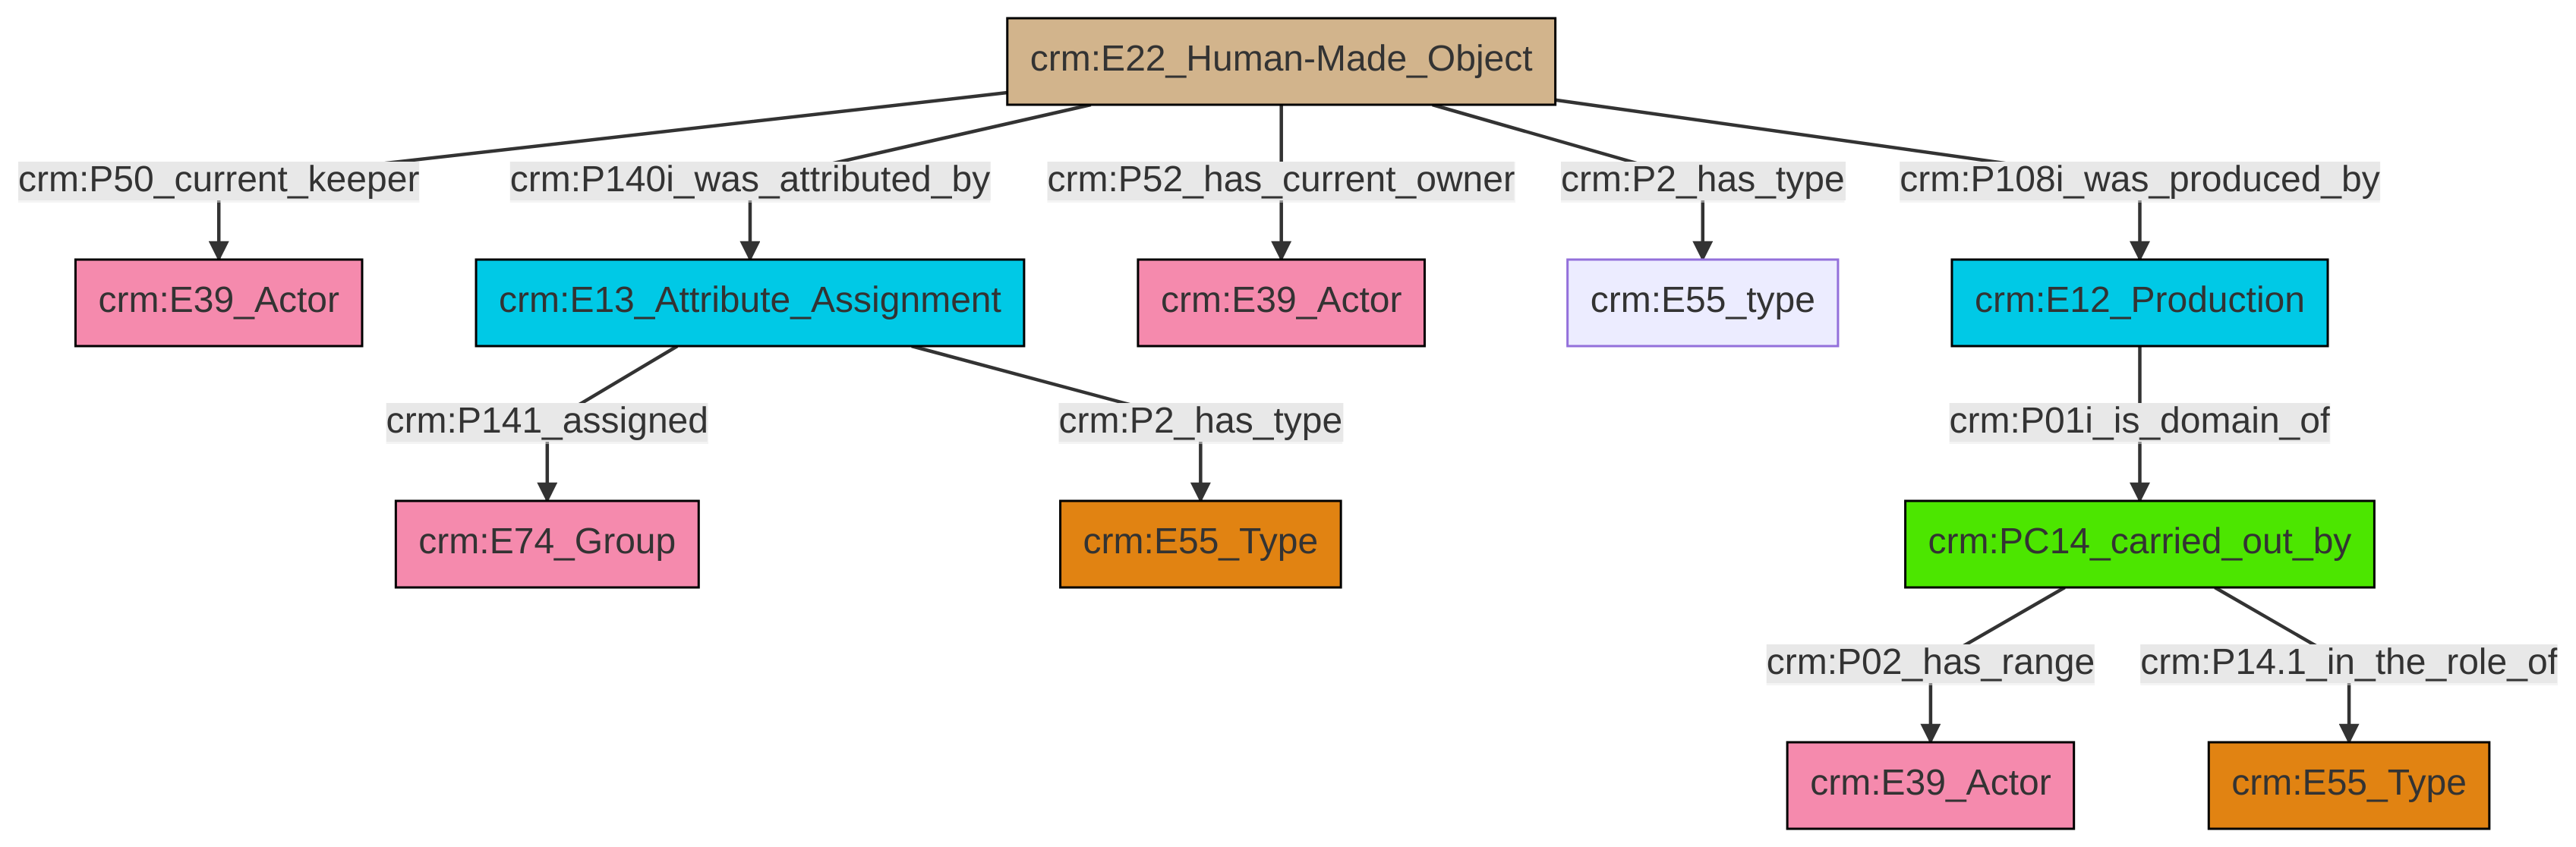 crm:E22_Human-Made_Object
crm:P50_current_keeper
crm:P140i_was_attributed_by
crm:P52_has_current_owner
crm:P2_has_type
crm:P108i_was_produced_by
crm:E39_Actor
crm:E13_Attribute_Assignment
crm:E39_Actor
crm:E55_type
crm:E12_Production
crm:P141_assigned
crm:P2_has_type
crm:P01i_is_domain_of
crm:E74_Group
crm:E55_Type
crm:PC14_carried_out_by
crm:P02_has_range
crm:P14.1_in_the_role_of
crm:E39_Actor
crm:E55_Type